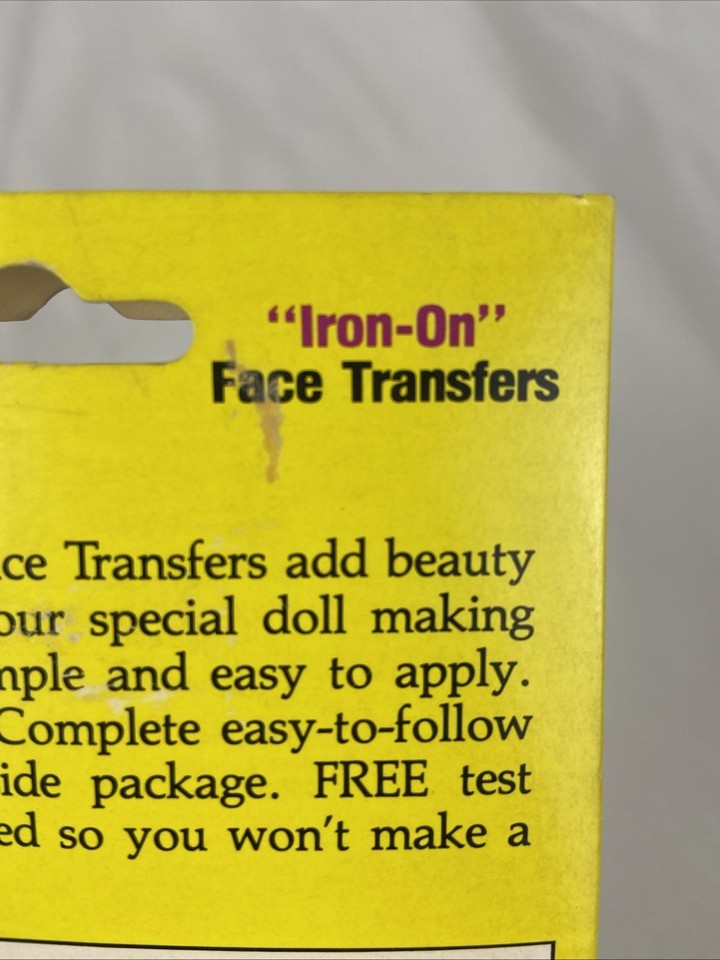 “Iron-On”
Face Transfers
ce Transfers add beauty
our special doll making
mple and easy to apply.
Complete easy-to-follow
ide package. FREE test
ed so you won't make a